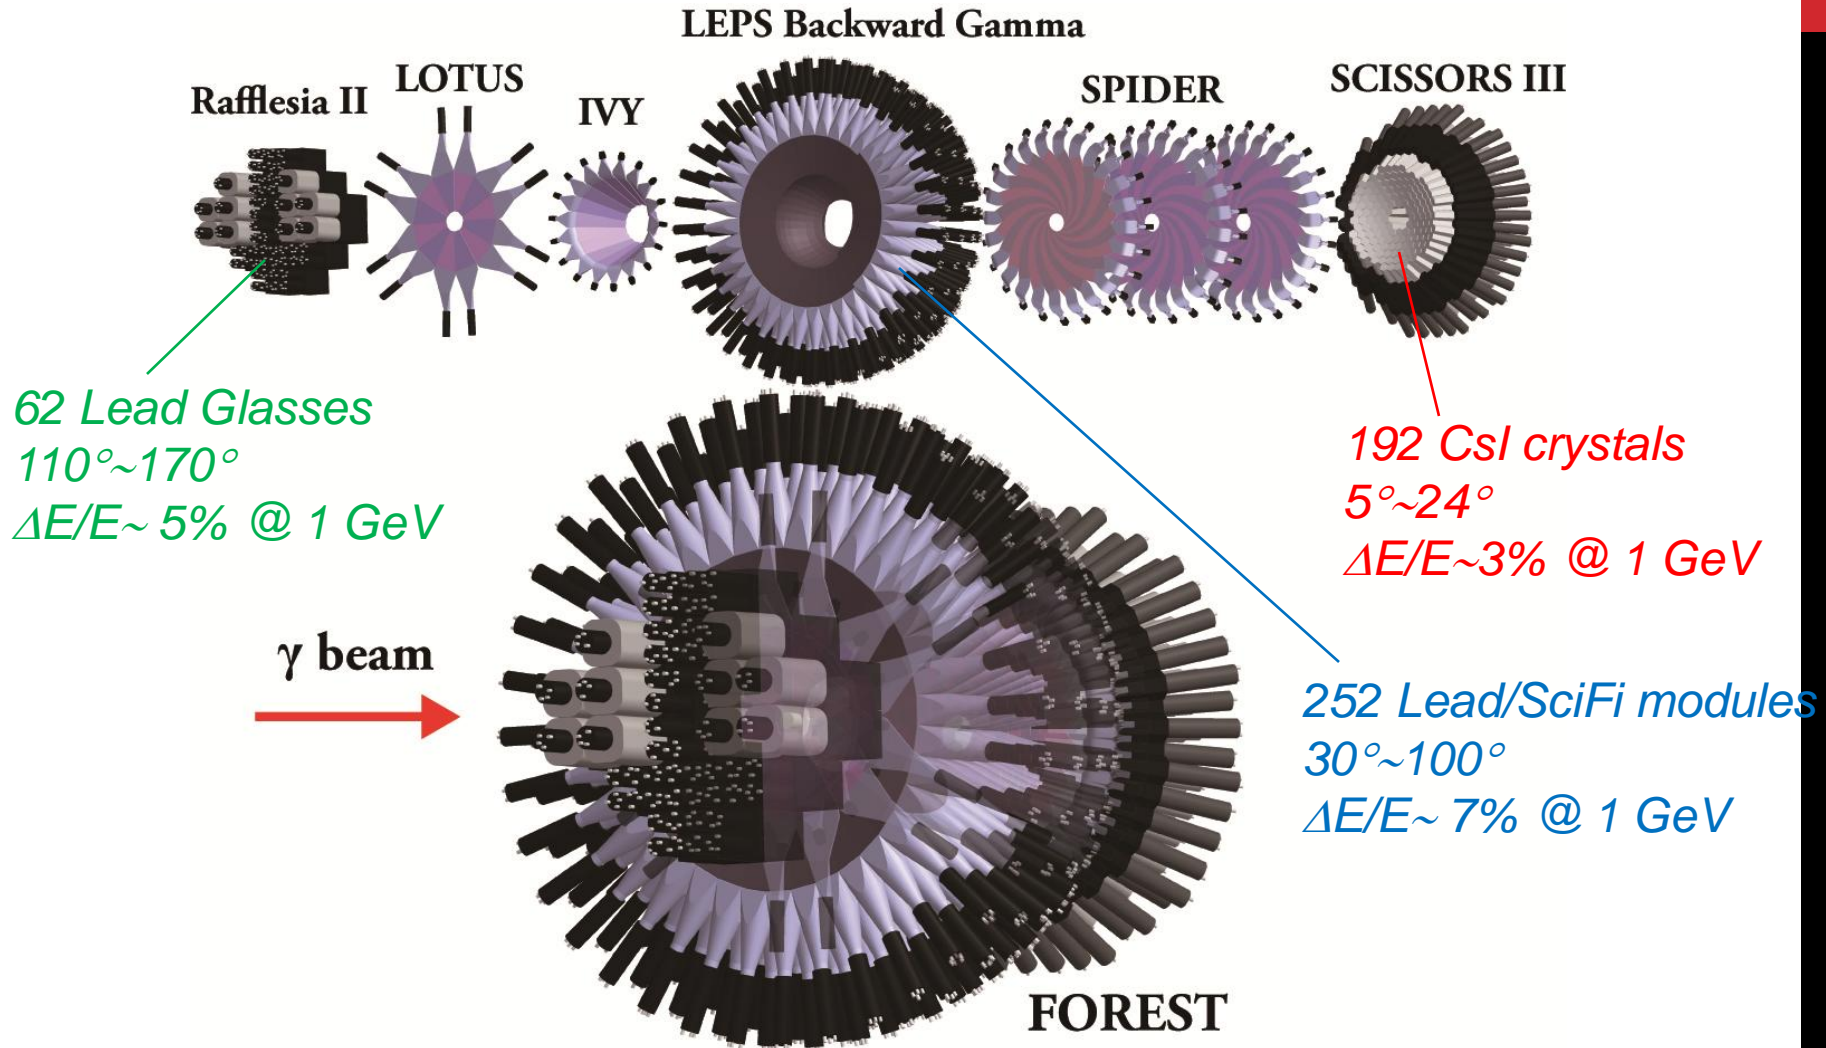 LEPS Backward Gamma
Rafflesia II
LOTUS
IVY
SPIDER
SCISSORS III
62 Lead Glasses
110°~170°
ΔE/E~ 5% @ 1 GeV
192 CsI crystals
5°~24°
ΔE/E~3% @ 1 GeV
γ beam
252 Lead/SciFi modules
30°~100°
ΔE/E~ 7% @ 1 GeV
FOREST